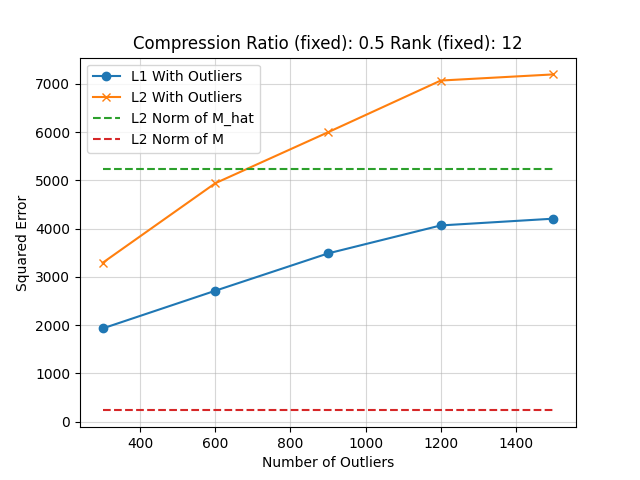 Compression Ratio (fixed): 0.5 Rank (fixed): 12
L1 With Outliers
L2 With Outliers
L2 Norm of M_hat
L2 Norm of M
7000
6000
5000
4000
3000
2000
1000
0
Squared Error
400 600 800 1000 1200 1400
Number of Outliers